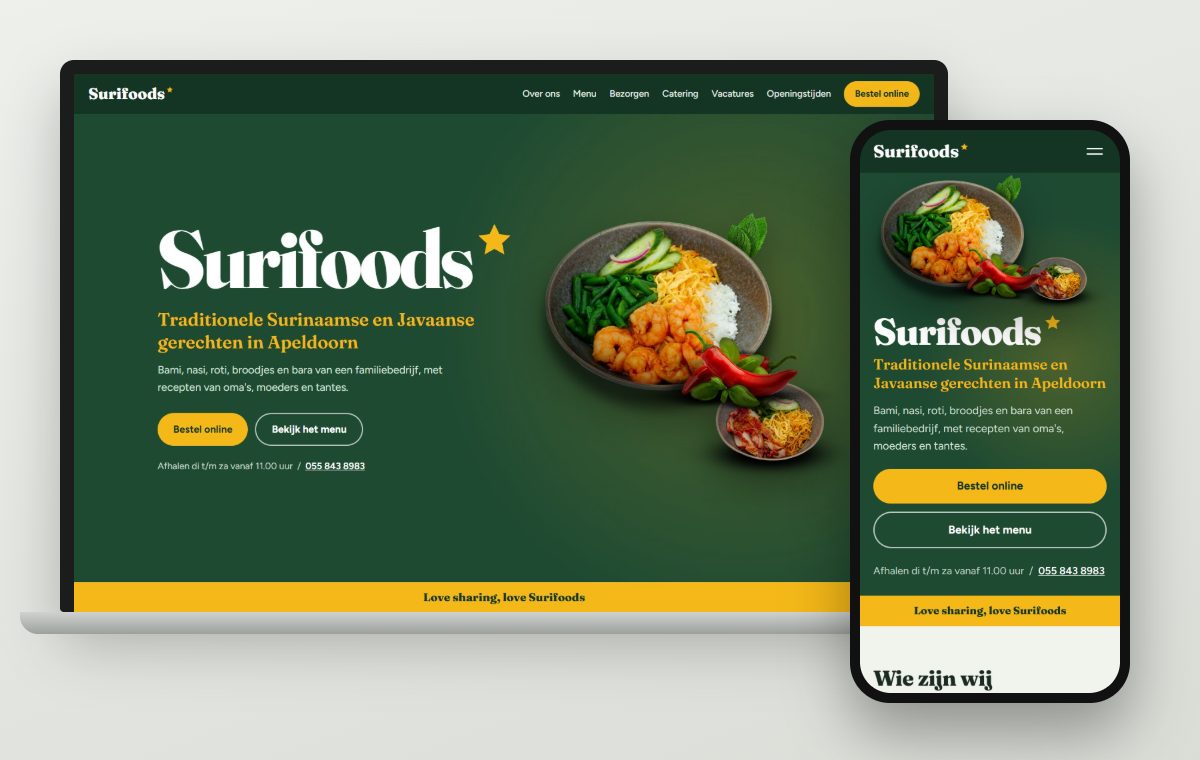 Surifoods
Over ons Menu Bezorgen Catering Vacatures Openingstijden Bestel online
Surifoods
Traditionele Surinaamse en Javaanse
gerechten in Apeldoorn
Bami, nasi, roti, broodjes en bara van een familiebedrijf, met
recepten van oma's, moeders en tantes.
Bestel online Bekijk het menu
Afhalen di t/m za vanaf 11.00 uur / 055 843 8983
Love sharing, love Surifoods
Surifoods
Surifoods
Traditionele Surinaamse en
Javaanse gerechten in Apeldoorn
Bami, nasi, roti, broodjes en bara van een
familiebedrijf, met recepten van oma's,
moeders en tantes.
Bestel online
Bekijk het menu
Afhalen di t/m za vanaf 11.00 uur / 055 843 8983
Love sharing, love Surifoods
Wie zijn wij